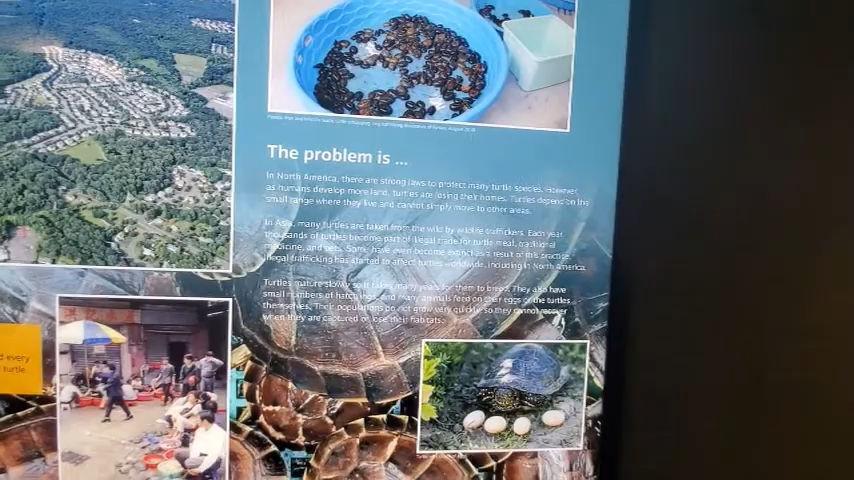 The problem is ...
In North America, there are strong laws to protect many turtle species. However,
as humans develop more land, turtles are losing their homes. Turtles depend on the
small range where they live and cannot simply move to other areas.
In Asia, many turtles are taken from the wild by wildlife traffickers. Each year,
thousands of turtles become part of illegal trade for turtle meat, traditional
medicine, and pets. Some have even become extinct as a result of this practice.
Illegal trafficking has started to affect turtles worldwide, including in North America.
Turtles mature slowly so it takes many years for them to breed. They also have
small numbers of hatchlings, and many animals feed on their eggs or the turtles
themselves. Their populations do not grow very quickly so they cannot recover
when they are captured or lose their habitats.
d every
turtle.